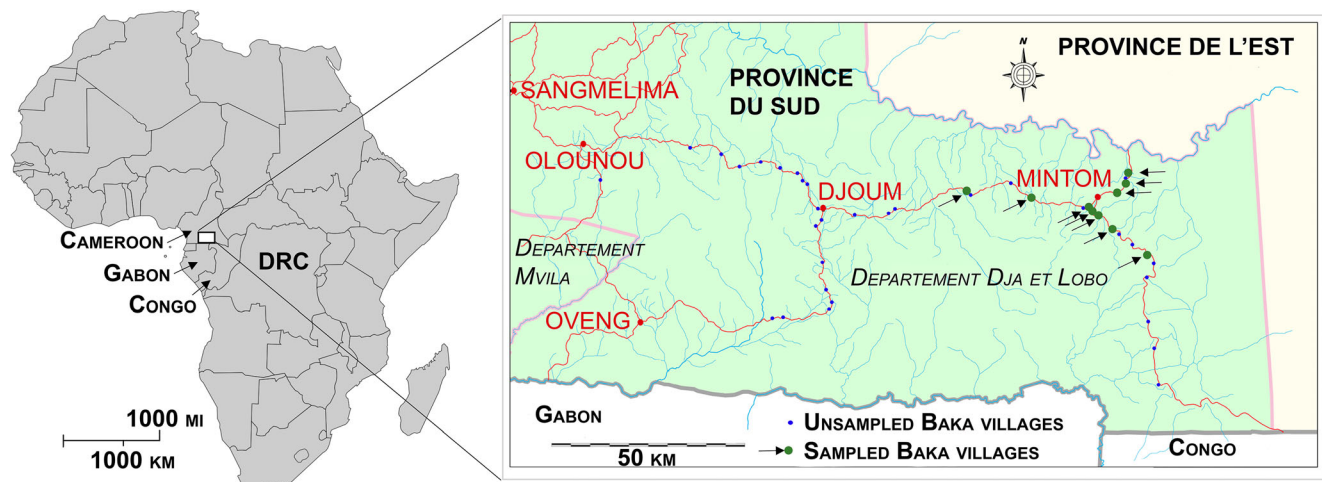 CAMEROON
GABON
CONGO
DRC
1000 MI
1000 KM
PROVINCE DE L'EST
N
PROVINCE
DU SUD
SANGMELIMA
OLOUNOU
DJOUM
MINTOM
DEPARTEMENT
MVILA
DEPARTEMENT DJA ET LOBO
OVENG
GABON
50 KM
UNSAMPLED BAKA VILLAGES
SAMPLED BAKA VILLAGES
CONGO